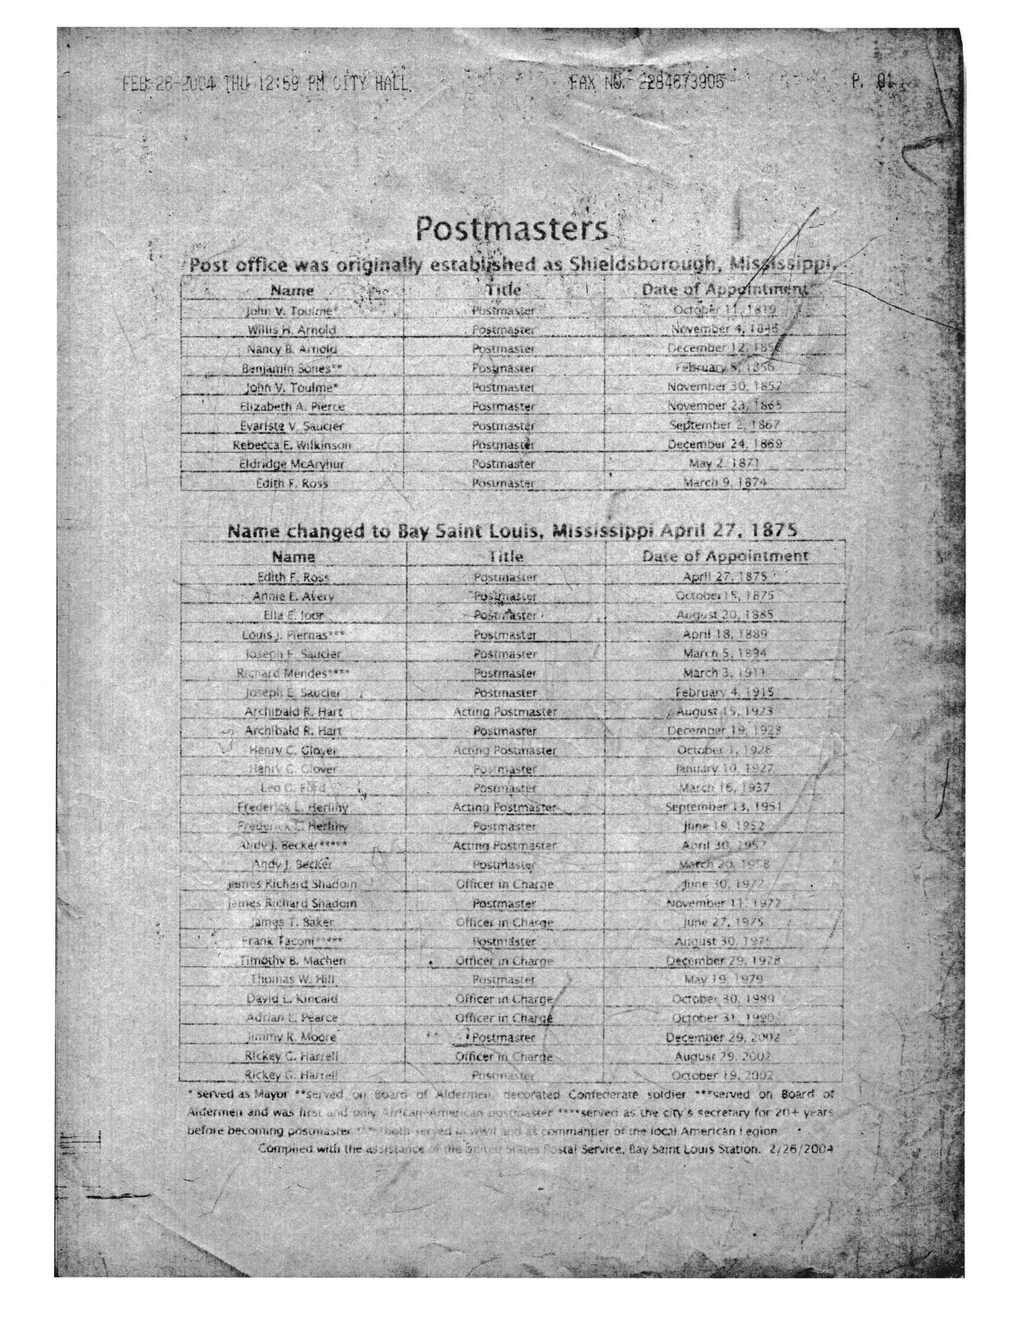 FEB-26-2004 THU 12:59 PM CITY HALL FAX NO. 2284673905 P. 01
Postmasters
Post office was originally established as Shieldsborough, Mississippi.
Name Title Date of Appointment
John V. Toulme* Postmaster October 11, 1819
Willis H. Arnold Postmaster November 4, 1846
Nancy B. Arnold Postmaster December 12,
Benjamin Sones** Postmaster February 1856
John V. Toulme* Postmaster November 30, 1857
Elizabeth A. Pierce Postmaster November 23, 1865
Evariste V. Saucier Postmaster September 2, 1867
Rebecca E. Wilkinson Postmaster December 24, 1869
Eldridge McArvhur Postmaster May 2, 1871
Edith F. Ross Postmaster March 9, 1874
Name changed to Bay Saint Louis, Mississippi April 27, 1875
Name Title Date of Appointment
Edith F. Ross Postmaster April 27, 1875
Annie E. Avery Postmaster October 15, 1875
Ella E. Ioor Postmaster August 20, 1885
Louis J. Piernas*** Postmaster April 18, 1889
Joseph F. Saucier Postmaster March 5, 1894
Richard Mendes**** Postmaster March 3, 1911
Joseph E. Saucier Postmaster February 4, 1915
Archibald R. Hart Acting Postmaster August 15, 1923
Archibald R. Hart Postmaster December 19, 1923
Henry C. Glover Acting Postmaster October 1, 1926
Henry C. Glover Postmaster January 10, 1927
Leo G. Ford Postmaster March 16, 1937
Frederick L. Herlihy Acting Postmaster September 13, 1951
Frederick L. Herlihy Postmaster June 19, 1952
Andy J. Becker***** Acting Postmaster April 30, 1957
Andy J. Becker Postmaster March 20, 1958
James Richard Shadoin Officer in Charge June 30, 1972
James Richard Shadoin Postmaster November 11, 1972
James T. Baker Officer in Charge June 27, 1975
Frank Taconi***** Postmaster August 30, 1975
Timothy B. Machen Officer in Charge December 29, 1978
Thomas W. Hill Postmaster May 19, 1979
David L. Kincaid Officer in Charge October 30, 1989
Adrian L. Pearce Officer in Charge October 31, 1990
Jimmy K. Moore Postmaster December 29, 2002
Rickey G. Harrell Officer in Charge August 29, 2002
Rickey G. Harrell Postmaster October 19, 2002
* served as Mayor **served on Board of Aldermen, decorated Confederate soldier ***served on Board of
Aldermen and was first and only African-American postmaster ****served as the city's secretary for 20+ years
before becoming postmaster ***** both served in WWII and as commander of the local American Legion
Compiled with the assistance of the United States Postal Service, Bay Saint Louis Station. 2/26/2004